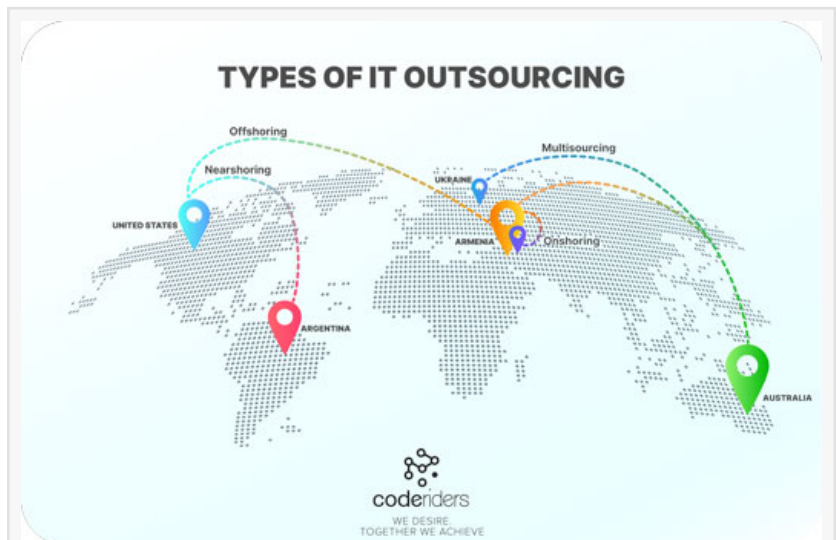 TYPES OF IT OUTSOURCING
Offshoring
Multisourcing
Nearshoring
UKRAINE
UNITED STATES
ARMENIA
Onshoring
ARGENTINA
AUSTRALIA
coderiders
WE DESIRE.
TOGETHER WE ACHIEVE